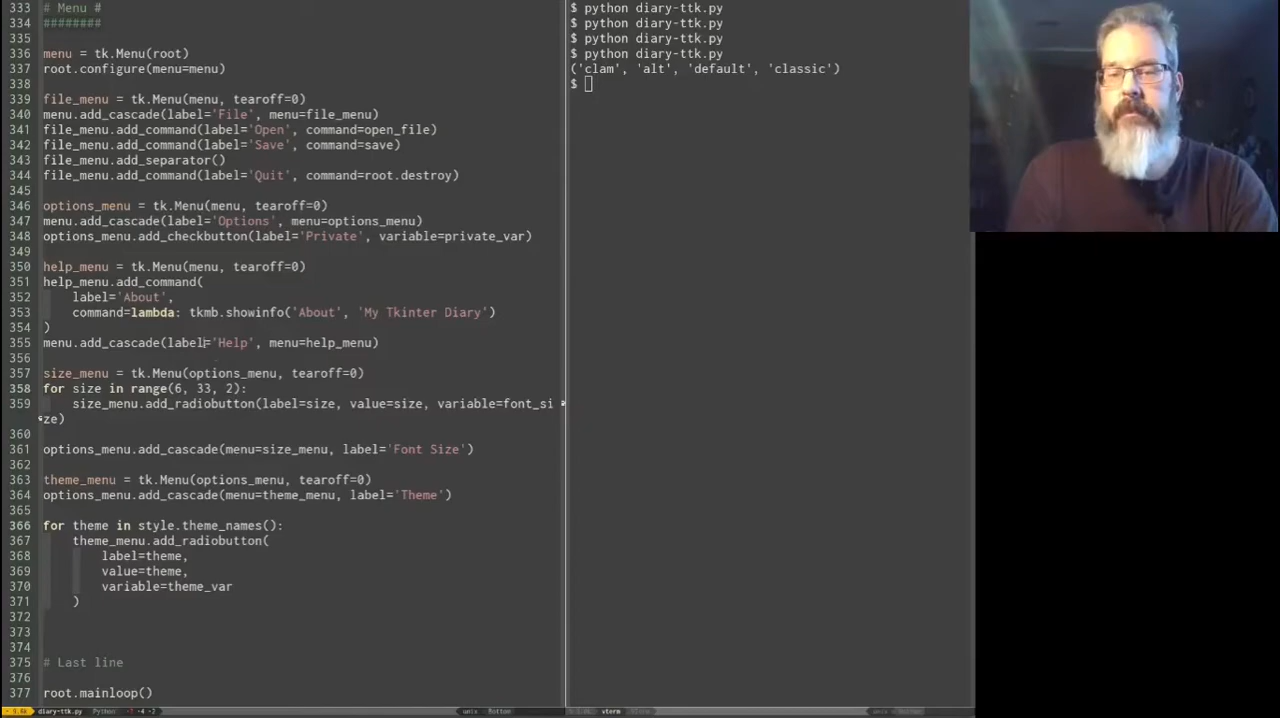 333 # Menu #
334 ########
335
336 menu = tk.Menu(root)
337 root.configure(menu=menu)
338
339 file_menu = tk.Menu(menu, tearoff=0)
340 menu.add_cascade(label='File', menu=file_menu)
341 file_menu.add_command(label='Open', command=open_file)
342 file_menu.add_command(label='Save', command=save)
343 file_menu.add_separator()
344 file_menu.add_command(label='Quit', command=root.destroy)
345
346 options_menu = tk.Menu(menu, tearoff=0)
347 menu.add_cascade(label='Options', menu=options_menu)
348 options_menu.add_checkbutton(label='Private', variable=private_var)
349
350 help_menu = tk.Menu(menu, tearoff=0)
351 help_menu.add_command(
352     label='About',
353     command=lambda: tkmb.showinfo('About', 'My Tkinter Diary')
354 )
355 menu.add_cascade(label='Help', menu=help_menu)
356
357 size_menu = tk.Menu(options_menu, tearoff=0)
358 for size in range(6, 33, 2):
359     size_menu.add_radiobutton(label=size, value=size, variable=font_si
ze)
360
361 options_menu.add_cascade(menu=size_menu, label='Font Size')
362
363 theme_menu = tk.Menu(options_menu, tearoff=0)
364 options_menu.add_cascade(menu=theme_menu, label='Theme')
365
366 for theme in style.theme_names():
367     theme_menu.add_radiobutton(
368         label=theme,
369         value=theme,
370         variable=theme_var
371     )
372
373
374
375 # Last line
376
377 root.mainloop()
diary-ttk.py Python unix Bottom
$ python diary-ttk.py
$ python diary-ttk.py
$ python diary-ttk.py
$ python diary-ttk.py
('clam', 'alt', 'default', 'classic')
$
vterm